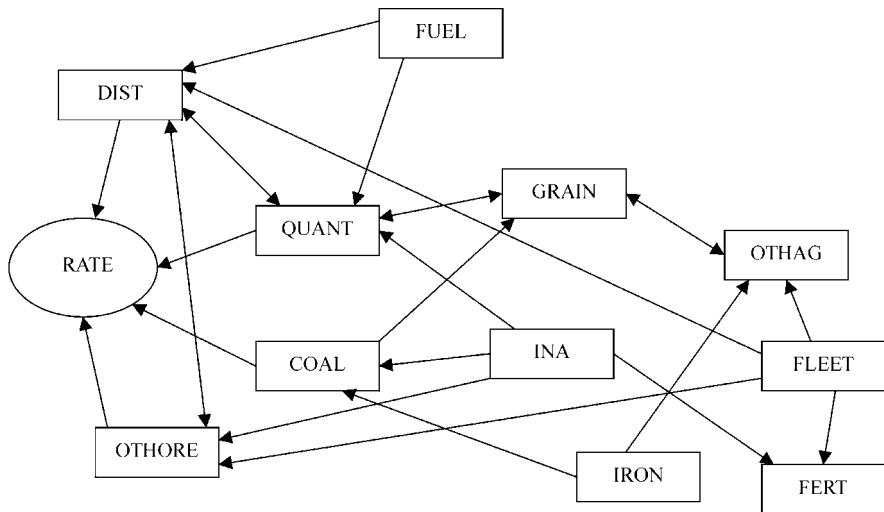 FUEL
DIST
GRAIN
QUANT
OTHAG
RATE
INA
COAL
FLEET
OTHORE
IRON
FERT